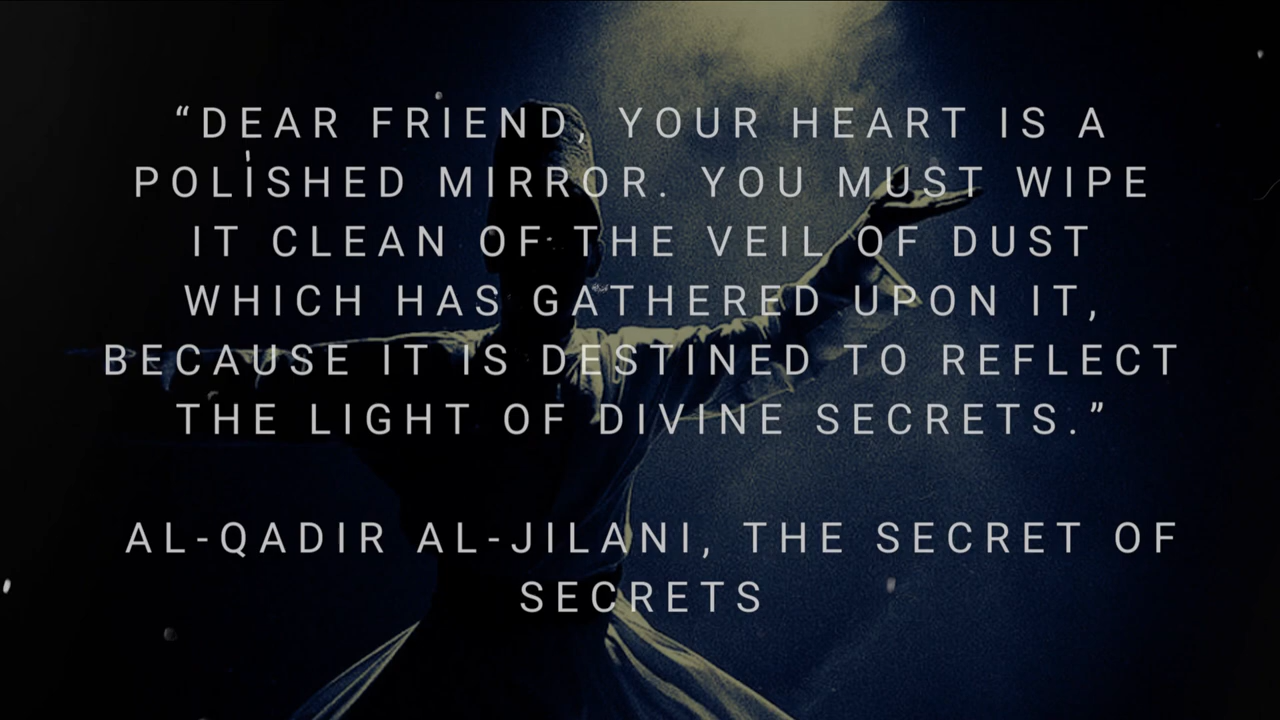 “DEAR FRIEND, YOUR HEART IS A
POLISHED MIRROR. YOU MUST WIPE
IT CLEAN OF THE VEIL OF DUST
WHICH HAS GATHERED UPON IT,
BECAUSE IT IS DESTINED TO REFLECT
THE LIGHT OF DIVINE SECRETS.”
AL-QADIR AL-JILANI, THE SECRET OF
SECRETS